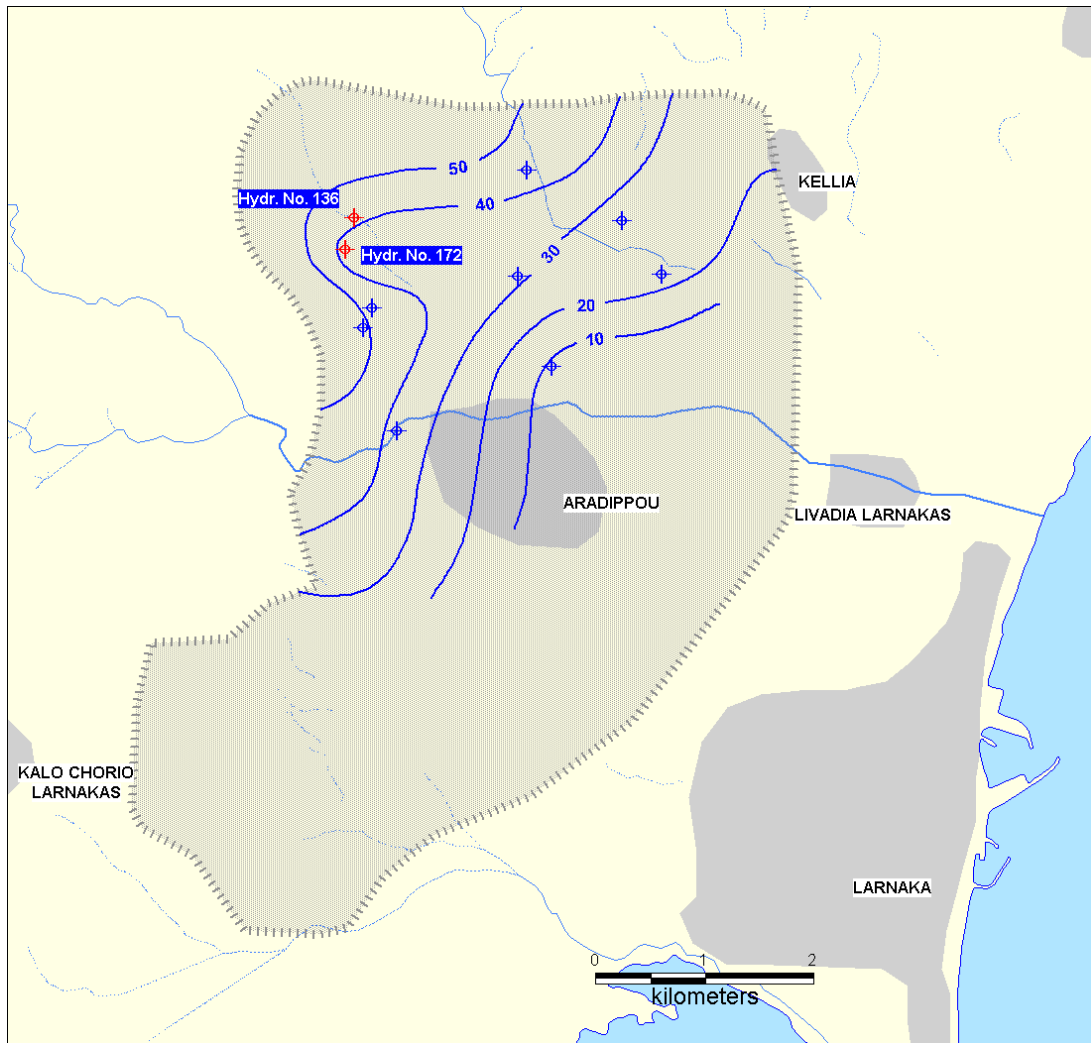 50
KELLIA
Hydr. No. 136
40
Hydr. No. 172
30
20
10
ARADIPPOU
LIVADIA LARNAKAS
KALO CHORIO
LARNAKAS
LARNAKA
0 1 2
kilometers